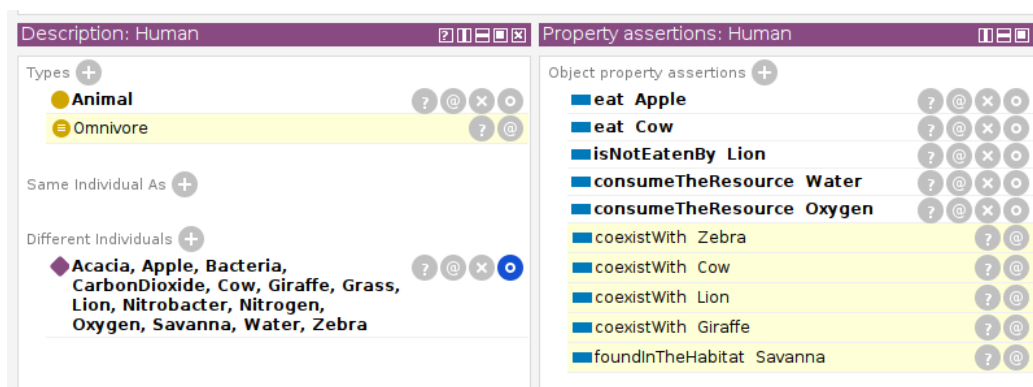 Description: Human
Types
Animal
Omnivore
Same Individual As
Different Individuals
Acacia, Apple, Bacteria,
CarbonDioxide, Cow, Giraffe, Grass,
Lion, Nitrobacter, Nitrogen,
Oxygen, Savanna, Water, Zebra
Property assertions: Human
Object property assertions
eat Apple
eat Cow
isNotEatenBy Lion
consumeTheResource Water
consumeTheResource Oxygen
coexistWith Zebra
coexistWith Cow
coexistWith Lion
coexistWith Giraffe
foundInTheHabitat Savanna